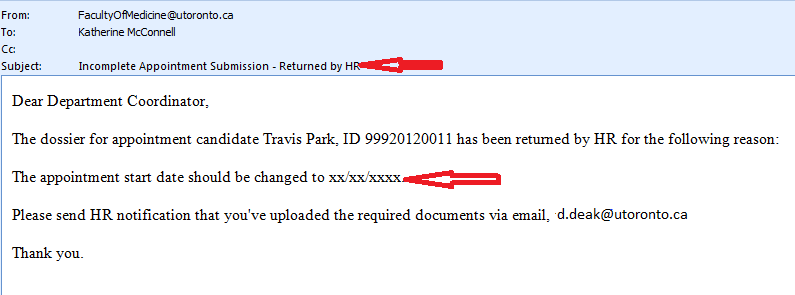 From: FacultyOfMedicine@utoronto.ca
To: Katherine McConnell
Cc:
Subject: Incomplete Appointment Submission - Returned by HR
Dear Department Coordinator,
The dossier for appointment candidate Travis Park, ID 99920120011 has been returned by HR for the following reason:
The appointment start date should be changed to xx/xx/xxxx.
Please send HR notification that you've uploaded the required documents via email, d.deak@utoronto.ca
Thank you.